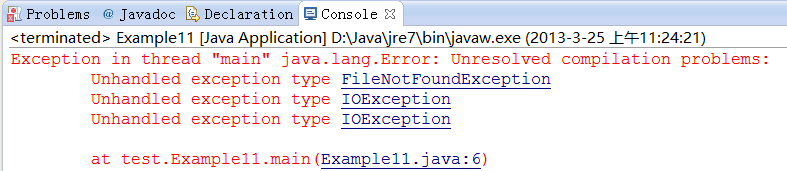 Problems @ Javadoc Declaration Console
<terminated> Example11 [Java Application] D:\Java\jre7\bin\javaw.exe (2013-3-25 上午11:24:21)
Exception in thread "main" java.lang.Error: Unresolved compilation problems:
Unhandled exception type FileNotFoundException
Unhandled exception type IOException
Unhandled exception type IOException
at test.Example11.main(Example11.java:6)